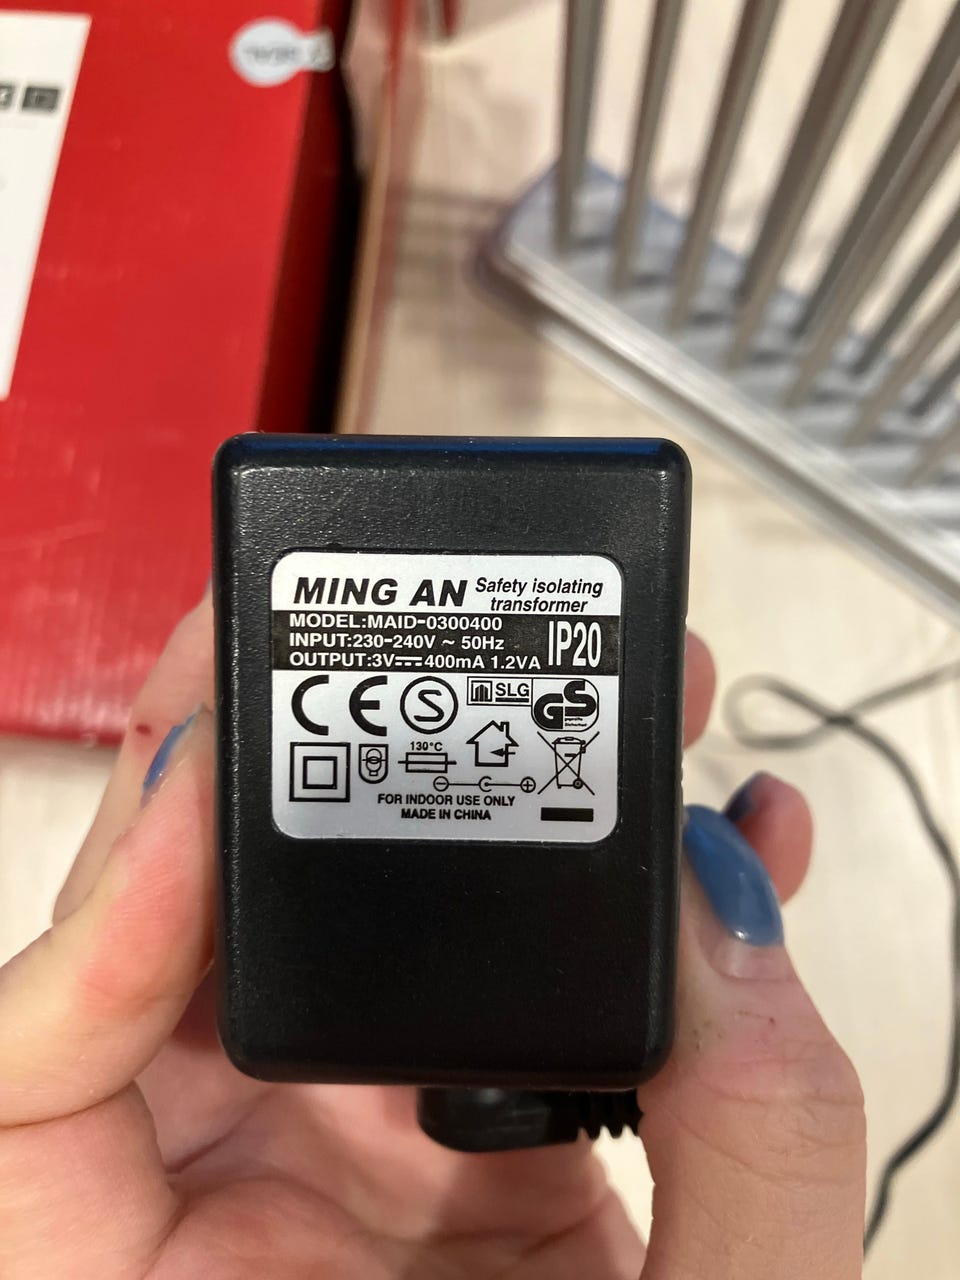 MING AN Safety isolating
transformer
MODEL:MAID-0300400
INPUT:230-240V ~ 50Hz
OUTPUT:3V⎓400mA 1.2VA
IP20
CE S SLG GS
130°C
FOR INDOOR USE ONLY
MADE IN CHINA